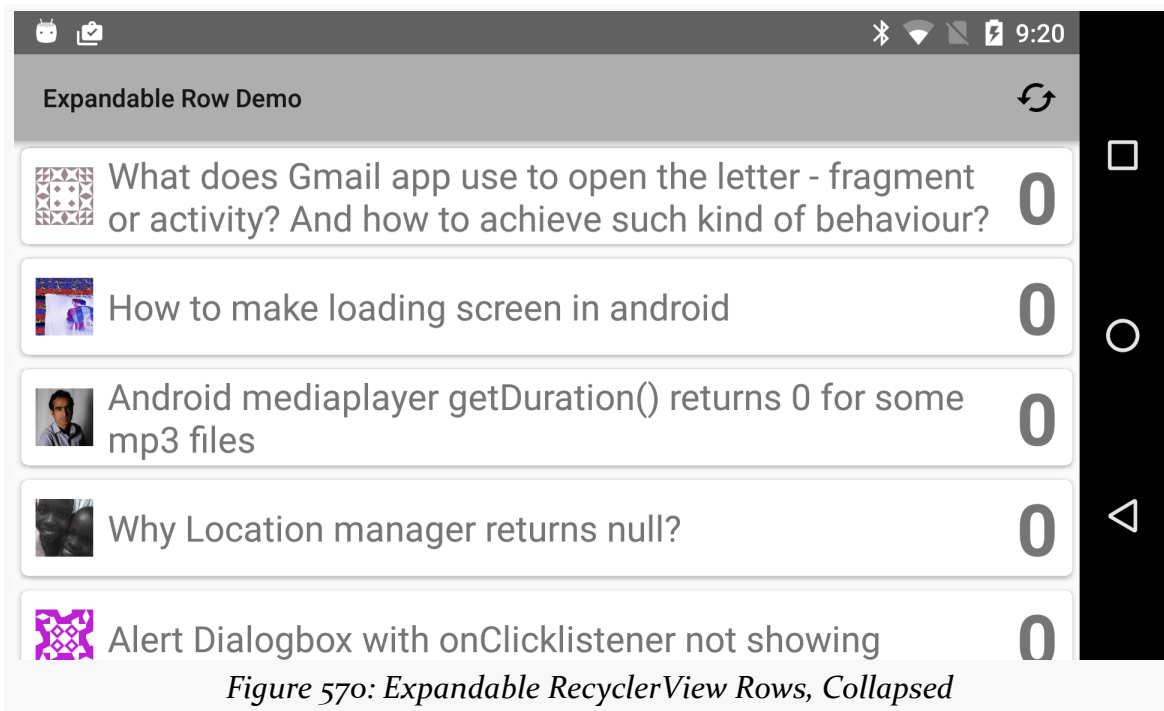 9:20
Expandable Row Demo
What does Gmail app use to open the letter - fragment
or activity? And how to achieve such kind of behaviour?
0
How to make loading screen in android
0
Android mediaplayer getDuration() returns 0 for some
mp3 files
0
Why Location manager returns null?
0
Alert Dialogbox with onClicklistener not showing
0
Figure 570: Expandable RecyclerView Rows, Collapsed